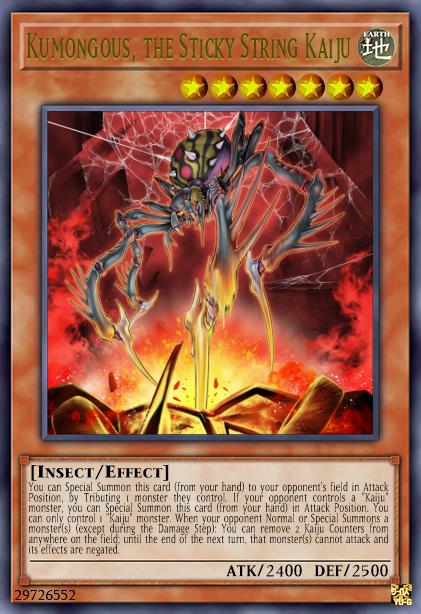 Kumongous, the Sticky String Kaiju
EARTH
地
[Insect/Effect]
You can Special Summon this card (from your hand) to your opponent's field in Attack
Position, by Tributing 1 monster they control. If your opponent controls a "Kaiju"
monster, you can Special Summon this card (from your hand) in Attack Position. You
can only control 1 "Kaiju" monster. When your opponent Normal or Special Summons a
monster(s) (except during the Damage Step): You can remove 2 Kaiju Counters from
anywhere on the field; until the end of the next turn, that monster(s) cannot attack and
its effects are negated.
ATK/2400 DEF/2500
29726552